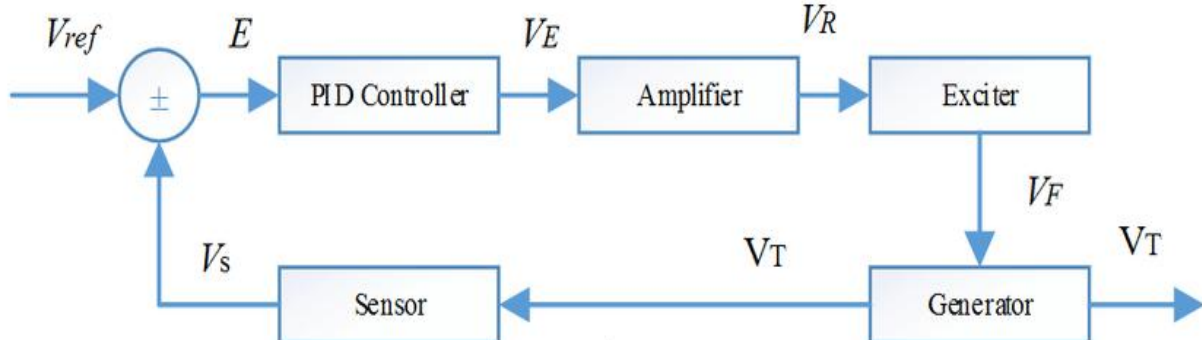 Vref
E
VE
VR
±
PID Controller
Amplifier
Exciter
VF
Vs
VT
VT
Sensor
Generator